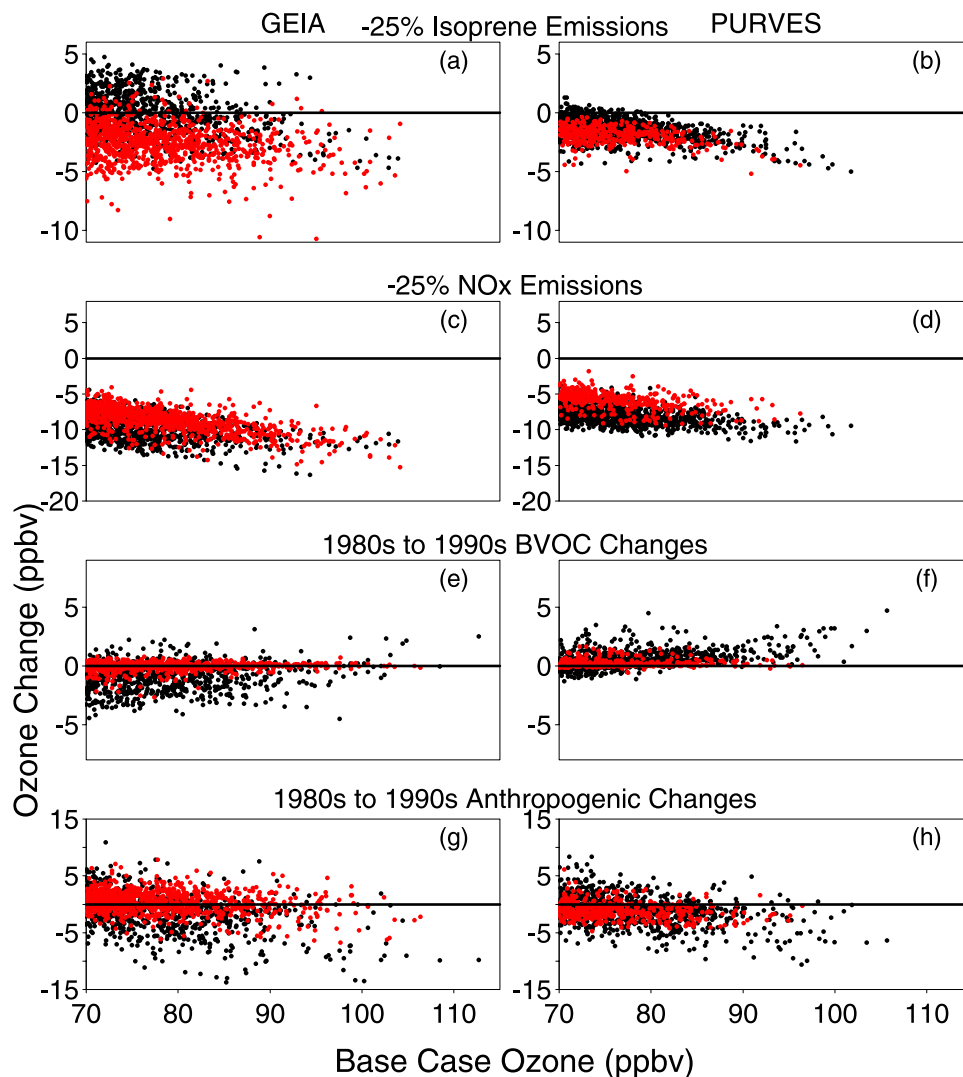 GEIA -25% Isoprene Emissions PURVES
(a) (b)
5
0
-5
-10
-25% NOx Emissions
(c) (d)
5 5
0 0
-5 -5
-10 -10
-15 -15
-20 -20
1980s to 1990s BVOC Changes
(e) (f)
5 5
0 0
-5 -5
1980s to 1990s Anthropogenic Changes
(g) (h)
15 15
5 5
0 0
-5 -5
-15 -15
70 80 90 100 110 70 80 90 100 110
Base Case Ozone (ppbv)
Ozone Change (ppbv)